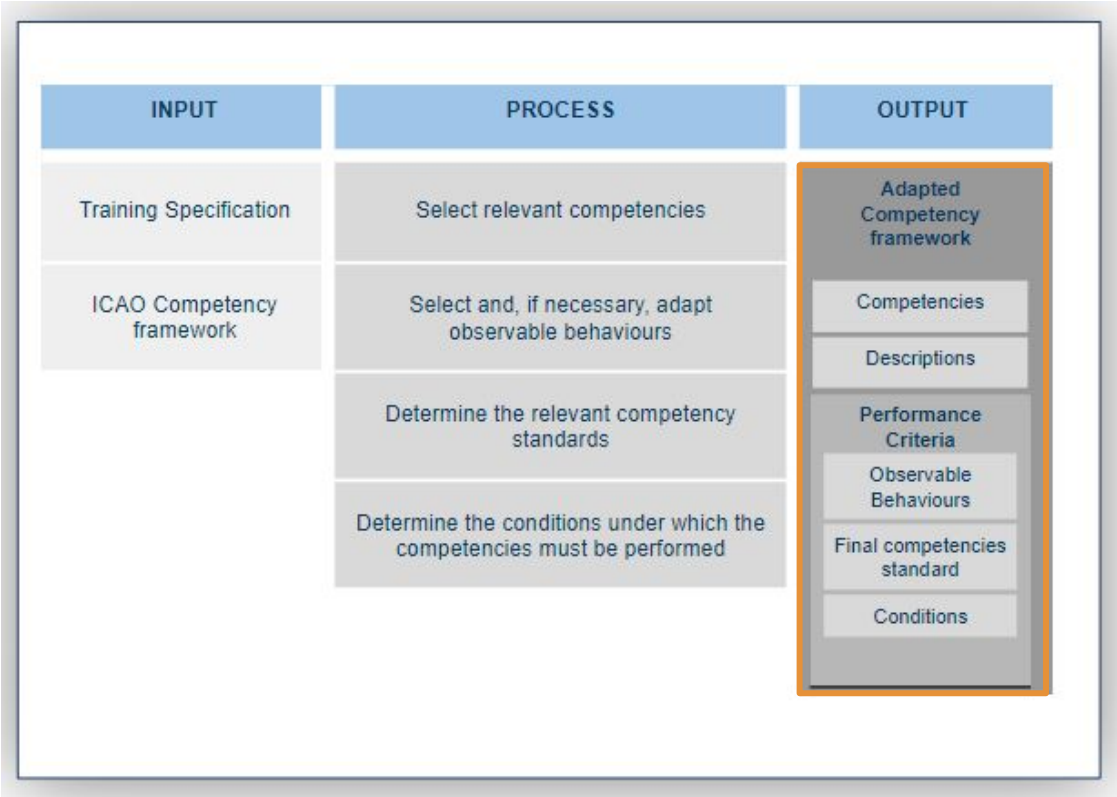 INPUT
PROCESS
OUTPUT
Training Specification
ICAO Competency
framework
Select relevant competencies
Select and, if necessary, adapt
observable behaviours
Determine the relevant competency
standards
Determine the conditions under which the
competencies must be performed
Adapted
Competency
framework
Competencies
Descriptions
Performance
Criteria
Observable
Behaviours
Final competencies
standard
Conditions